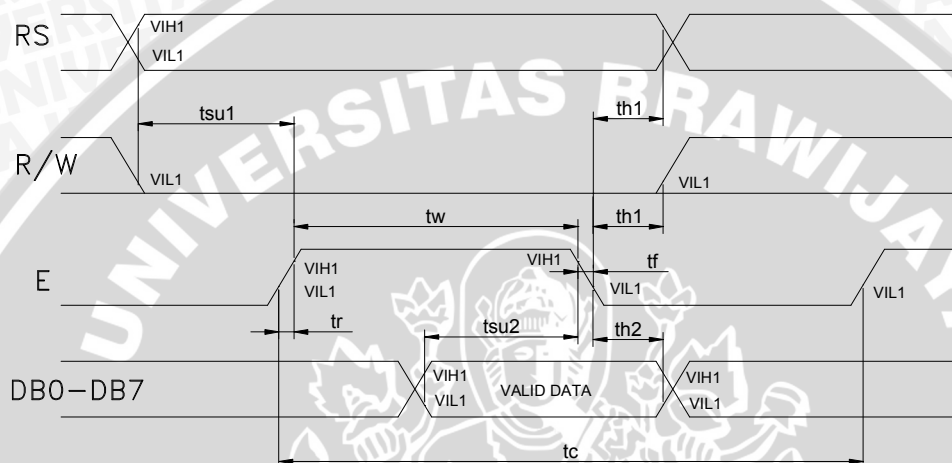 RS
VIH1
VIL1
UNIVERSITAS BRAWIJAYA
tsu1
th1
R/W
VIL1
VIL1
tw
th1
E
VIH1
VIL1
VIH1
tf
VIL1
VIL1
tr
tsu2
th2
DB0-DB7
VIH1
VIL1
VALID DATA
VIH1
VIL1
tc